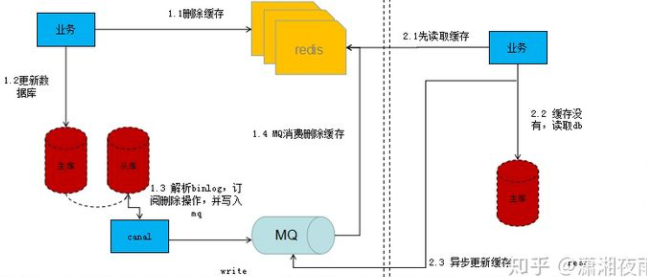 业务
1.1删除缓存
redis
2.1先读取缓存
业务
1.2更新数
据库
2.2 缓存没
有，读取db
1.4 MQ消费删除缓存
主库
从库
1.3 解析binlog，订
阅删除操作，并写入
mq
主库
canal
MQ
2.3 异步更新缓存
write
知乎 @潇湘夜雨